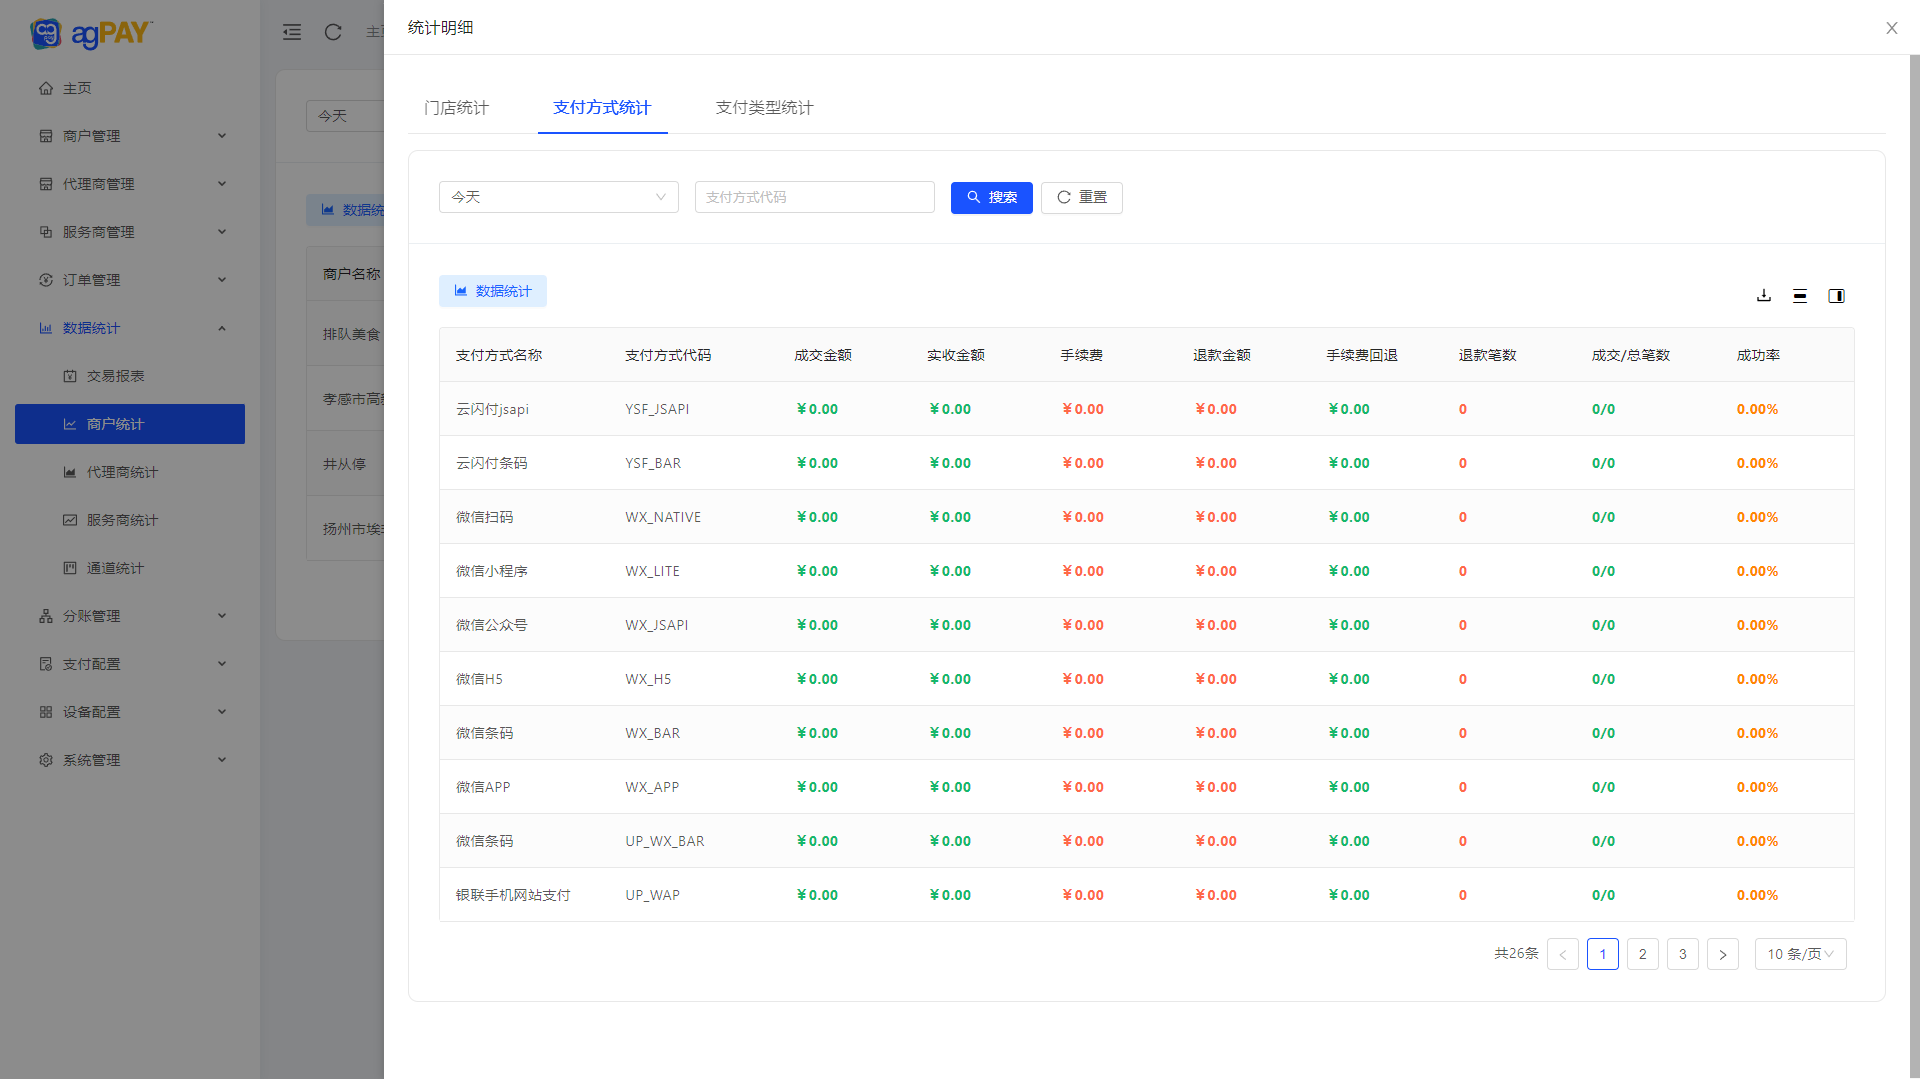 agPAY
主页
商户管理
代理商管理
服务商管理
订单管理
数据统计
交易报表
商户统计
代理商统计
服务商统计
通道统计
分账管理
支付配置
设备配置
系统管理
今天
数据统
商户名称
排队美食
孝感市高
井从停
扬州市埃
统计明细
门店统计 支付方式统计 支付类型统计
今天 支付方式代码 搜索 重置
数据统计
支付方式名称 支付方式代码 成交金额 实收金额 手续费 退款金额 手续费回退 退款笔数 成交/总笔数 成功率
云闪付jsapi YSF_JSAPI ￥0.00 ￥0.00 ￥0.00 ￥0.00 ￥0.00 0 0/0 0.00%
云闪付条码 YSF_BAR ￥0.00 ￥0.00 ￥0.00 ￥0.00 ￥0.00 0 0/0 0.00%
微信扫码 WX_NATIVE ￥0.00 ￥0.00 ￥0.00 ￥0.00 ￥0.00 0 0/0 0.00%
微信小程序 WX_LITE ￥0.00 ￥0.00 ￥0.00 ￥0.00 ￥0.00 0 0/0 0.00%
微信公众号 WX_JSAPI ￥0.00 ￥0.00 ￥0.00 ￥0.00 ￥0.00 0 0/0 0.00%
微信H5 WX_H5 ￥0.00 ￥0.00 ￥0.00 ￥0.00 ￥0.00 0 0/0 0.00%
微信条码 WX_BAR ￥0.00 ￥0.00 ￥0.00 ￥0.00 ￥0.00 0 0/0 0.00%
微信APP WX_APP ￥0.00 ￥0.00 ￥0.00 ￥0.00 ￥0.00 0 0/0 0.00%
微信条码 UP_WX_BAR ￥0.00 ￥0.00 ￥0.00 ￥0.00 ￥0.00 0 0/0 0.00%
银联手机网站支付 UP_WAP ￥0.00 ￥0.00 ￥0.00 ￥0.00 ￥0.00 0 0/0 0.00%
共26条 1 2 3 10 条/页